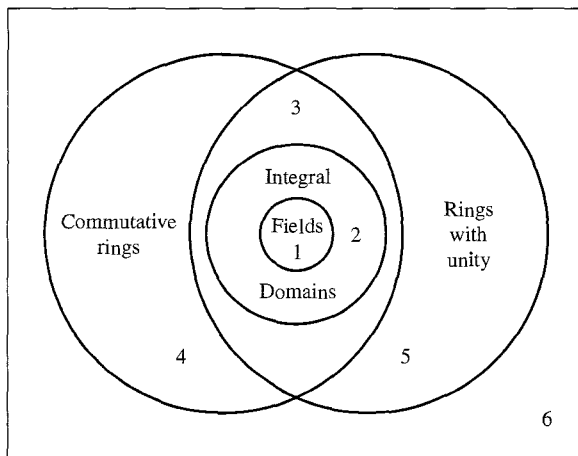 3
Integral
Commutative
rings
Fields
1
2
Rings
with
unity
Domains
4
5
6